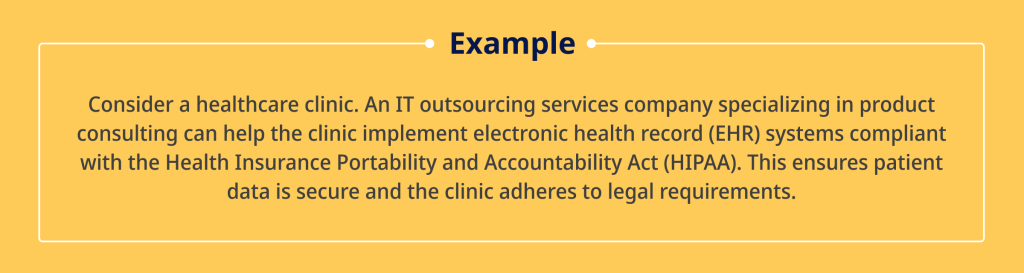 Example
Consider a healthcare clinic. An IT outsourcing services company specializing in product
consulting can help the clinic implement electronic health record (EHR) systems compliant
with the Health Insurance Portability and Accountability Act (HIPAA). This ensures patient
data is secure and the clinic adheres to legal requirements.